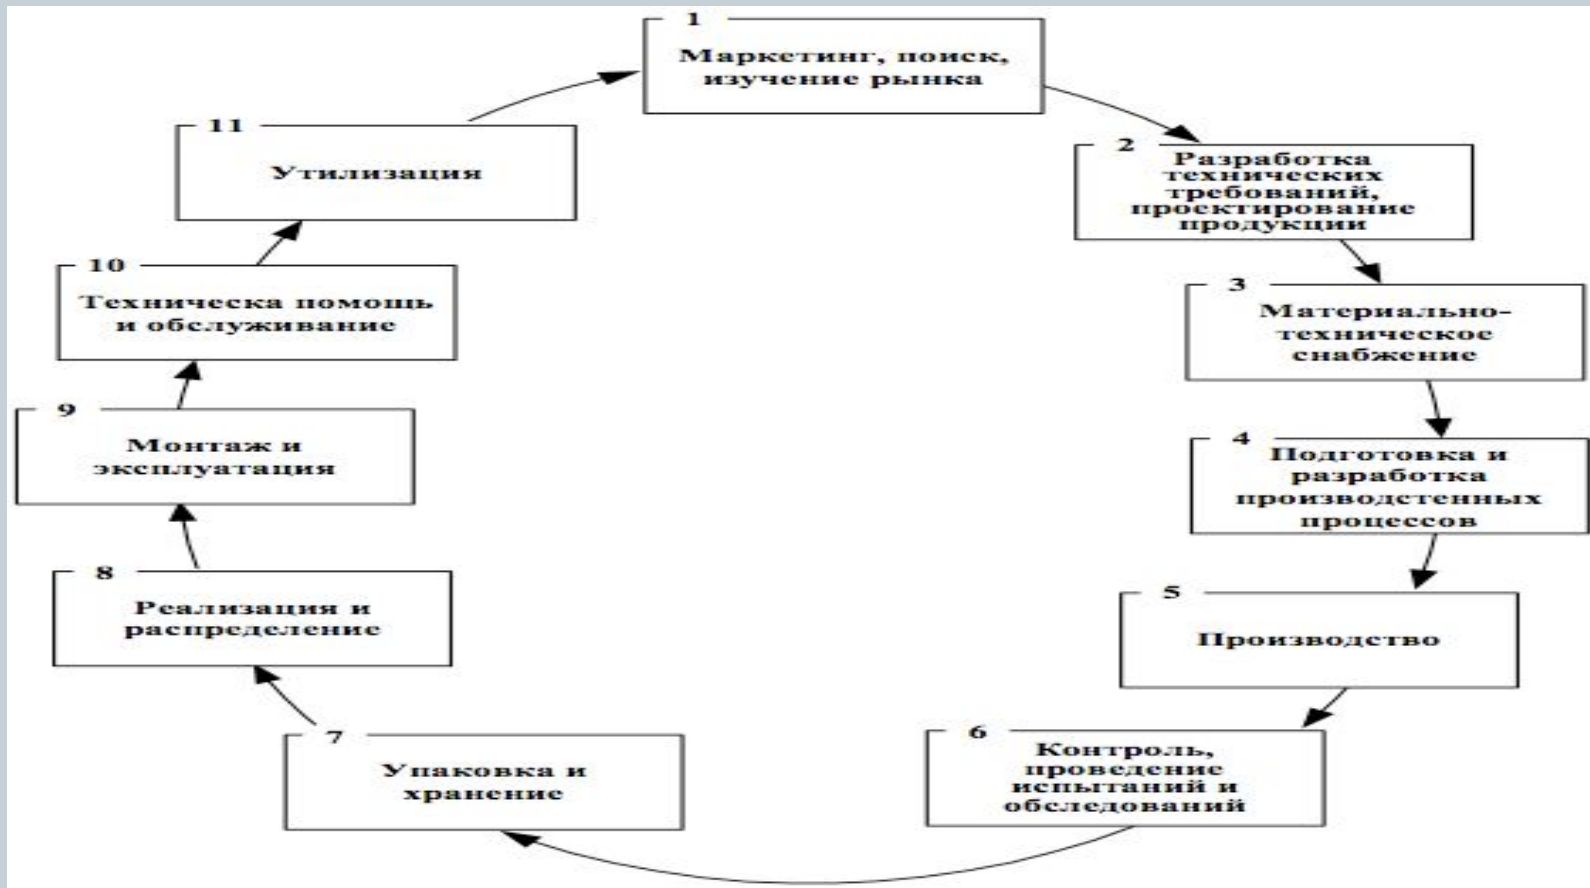 1
Маркетинг, поиск,
изучение рынка
2
Разработка
технических
требований,
проектирование
продукции
3
Материально-
техническое
снабжение
4
Подготовка и
разработка
производстенных
процессов
5
Производство
6
Контроль,
проведение
испытаний и
обследований
7
Упаковка и
хранение
8
Реализация и
распределение
9
Монтаж и
эксплуатация
10
Техническа помощь
и обслуживание
11
Утилизация